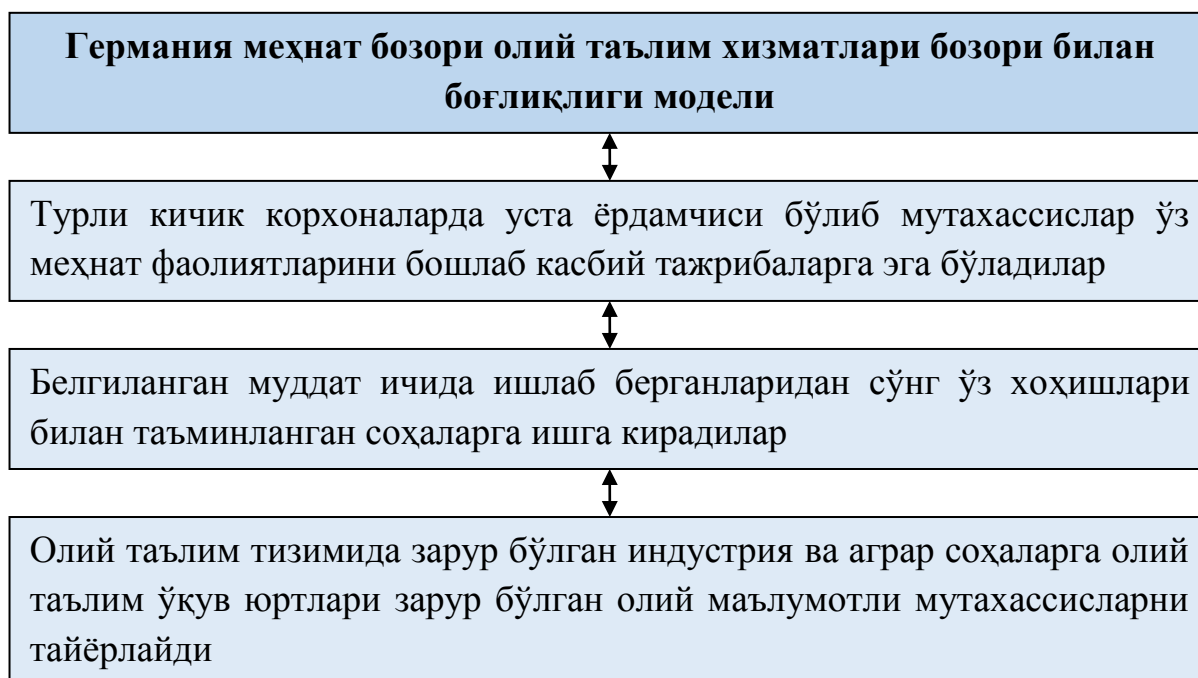 Германия меҳнат бозори олий таълим хизматлари бозори билан
боғлиқлиги модели
Турли кичик корхоналарда уста ёрдамчиси бўлиб мутахассислар ўз
меҳнат фаолиятларини бошлаб касбий тажрибаларга эга бўладилар
Белгиланган муддат ичида ишлаб берганларидан сўнг ўз хоҳишлари
билан таъминланган соҳаларга ишга кирадилар
Олий таълим тизимида зарур бўлган индустрия ва аграр соҳаларга олий
таълим ўқув юртлари зарур бўлган олий маълумотли мутахассисларни
тайёрлайди